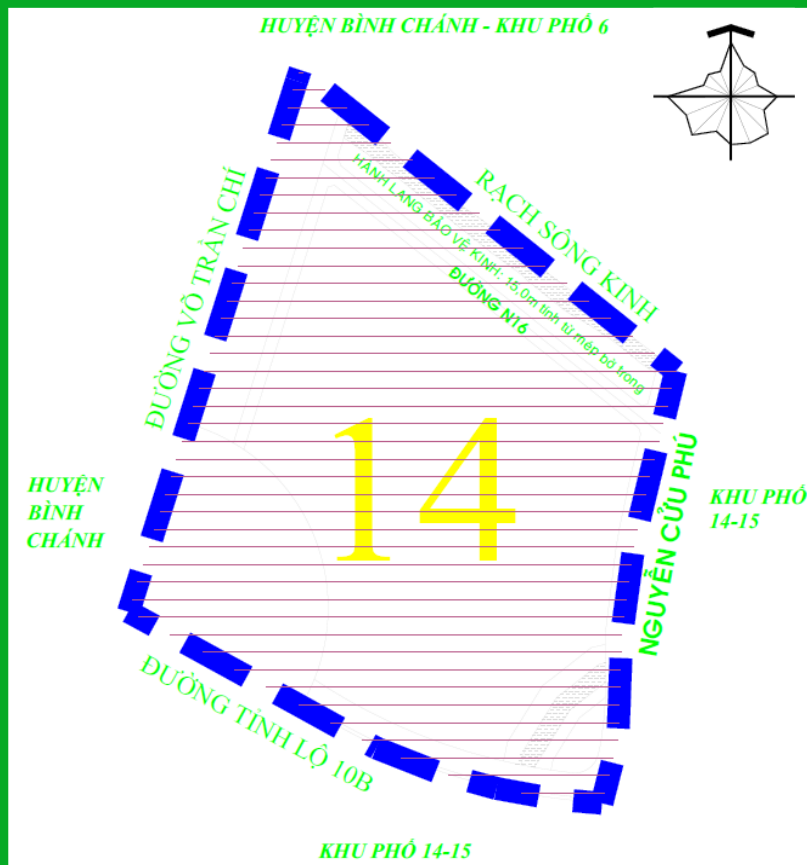 HUYỆN BÌNH CHÁNH - KHU PHỐ 6
RẠCH SÔNG KINH
HÀNH LANG BẢO VỆ KINH: 15,0m tính từ mép bờ trong
ĐƯỜNG N16
ĐƯỜNG VÕ TRẦN CHÍ
14
HUYỆN
BÌNH
CHÁNH
NGUYỄN CỬU PHÚ
KHU PHỐ
14-15
ĐƯỜNG TỈNH LỘ 10B
KHU PHỐ 14-15